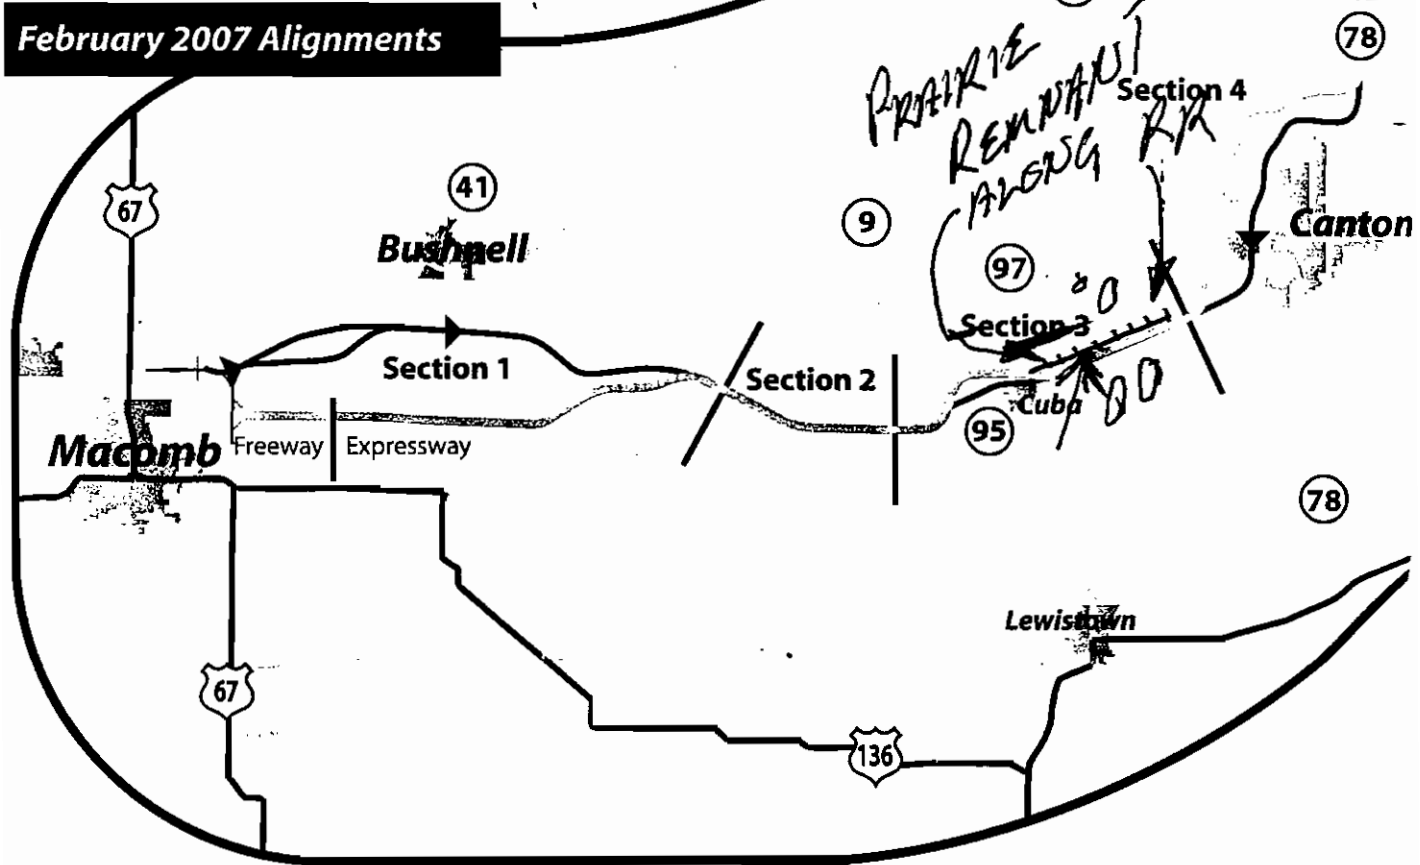 February 2007 Alignments
78
PRAIRIE
REMNANT
ALONG RR
Section 4
67
41
9
Bushnell
Canton
97
Section 3
Section 1
Section 2
Cuba
95
Freeway
Expressway
Macomb
78
Lewistown
67
136